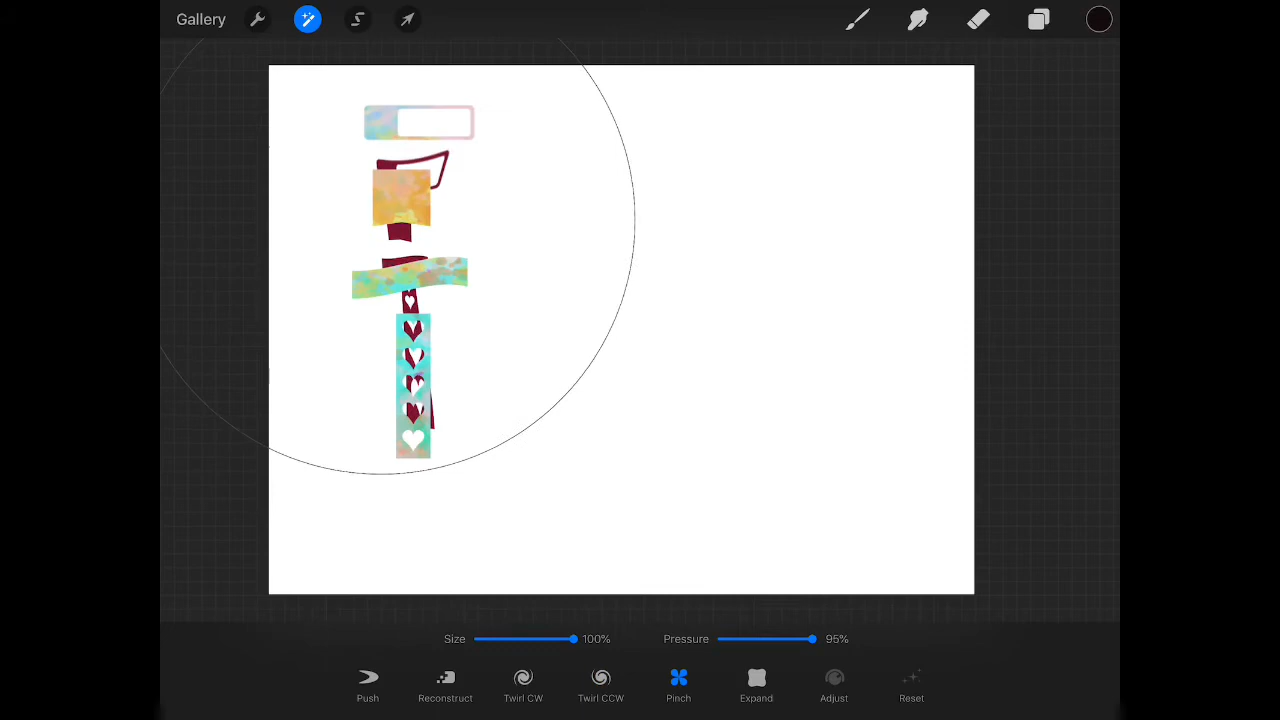 Gallery
Size 100% Pressure 95%
Push Reconstruct Twirl CW Twirl CCW Pinch Expand Adjust Reset